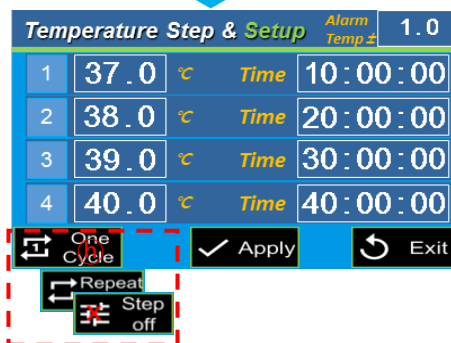 Temperature Step & Setup Alarm Temp± 1.0
1 37.0 ℃ Time 10:00:00
2 38.0 ℃ Time 20:00:00
3 39.0 ℃ Time 30:00:00
4 40.0 ℃ Time 40:00:00
1 One Cycle ⓗ Apply Exit
Repeat
Step off